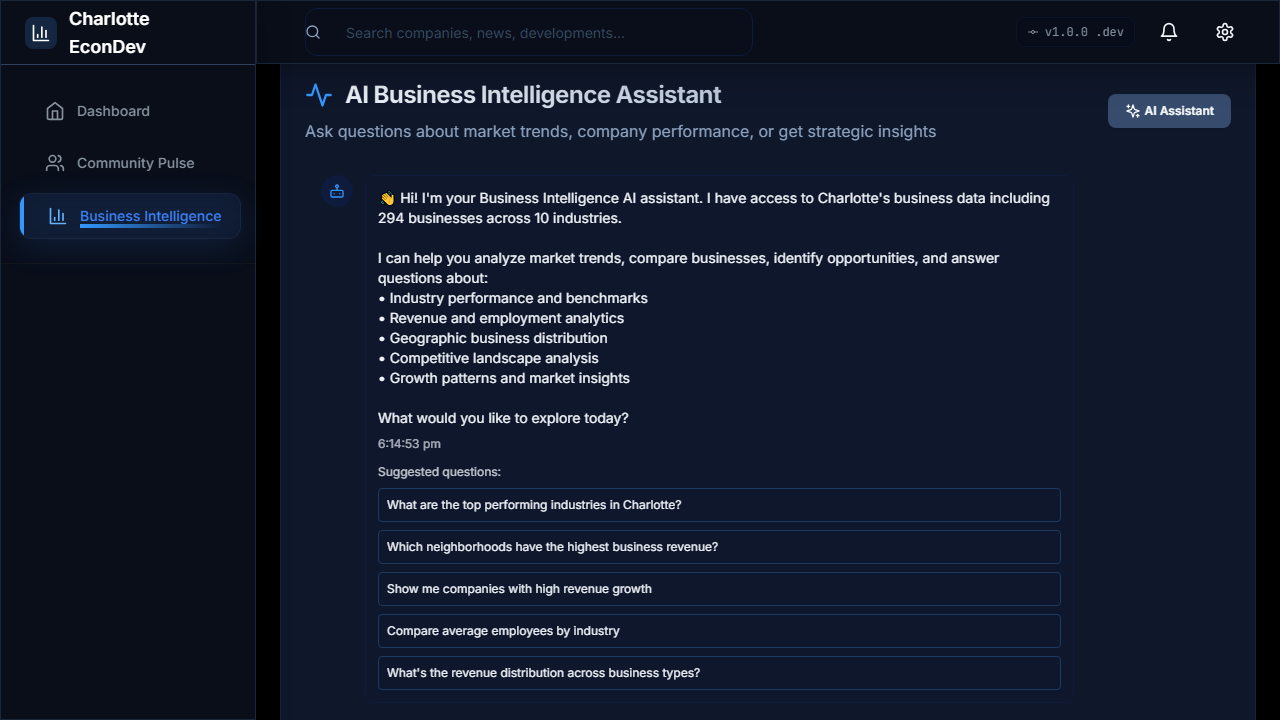 Charlotte
EconDev
Search companies, news, developments...
v1.0.0 .dev
Dashboard
Community Pulse
Business Intelligence
AI Business Intelligence Assistant
Ask questions about market trends, company performance, or get strategic insights
AI Assistant
👋 Hi! I'm your Business Intelligence AI assistant. I have access to Charlotte's business data including
294 businesses across 10 industries.
I can help you analyze market trends, compare businesses, identify opportunities, and answer
questions about:
• Industry performance and benchmarks
• Revenue and employment analytics
• Geographic business distribution
• Competitive landscape analysis
• Growth patterns and market insights
What would you like to explore today?
6:14:53 pm
Suggested questions:
What are the top performing industries in Charlotte?
Which neighborhoods have the highest business revenue?
Show me companies with high revenue growth
Compare average employees by industry
What's the revenue distribution across business types?